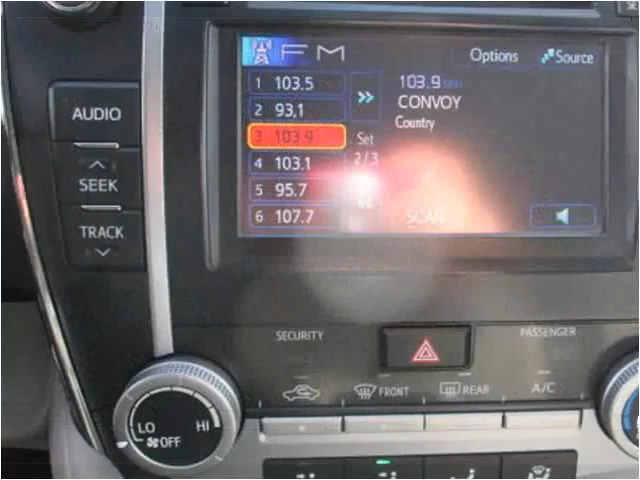 FM
Options
Source
1 103.5
2 93,1
3 103.9
4 103.1
5 95.7
6 107.7
Set
2/3
103.9 MHz
CONVOY
Country
SCAN
AUDIO
SEEK
TRACK
SECURITY
PASSENGER
FRONT
REAR
A/C
LO
HI
OFF